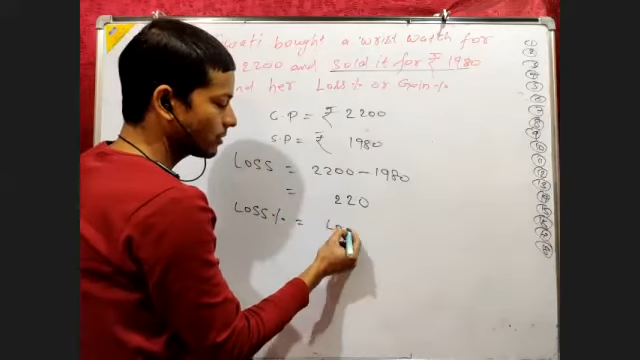 bought a wrist watch for
2200 and sold it for ₹ 1980
her Loss% or Gain%
C.P = ₹ 2200
S.P = ₹ 1980
Loss = 2200 - 1980
= 220
Loss% = Lo